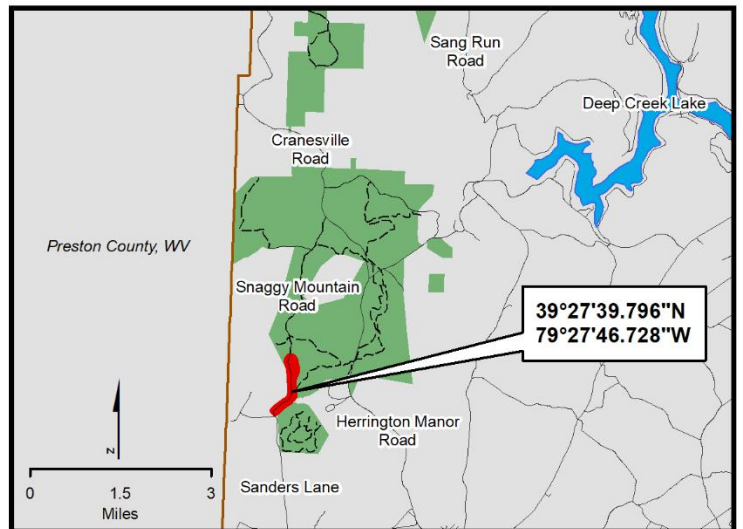 Sang Run
Road
Deep Creek Lake
Cranesville
Road
Preston County, WV
Snaggy Mountain
Road
39°27'39.796"N
79°27'46.728"W
Herrington Manor
Road
N
Sanders Lane
0 1.5 3
Miles